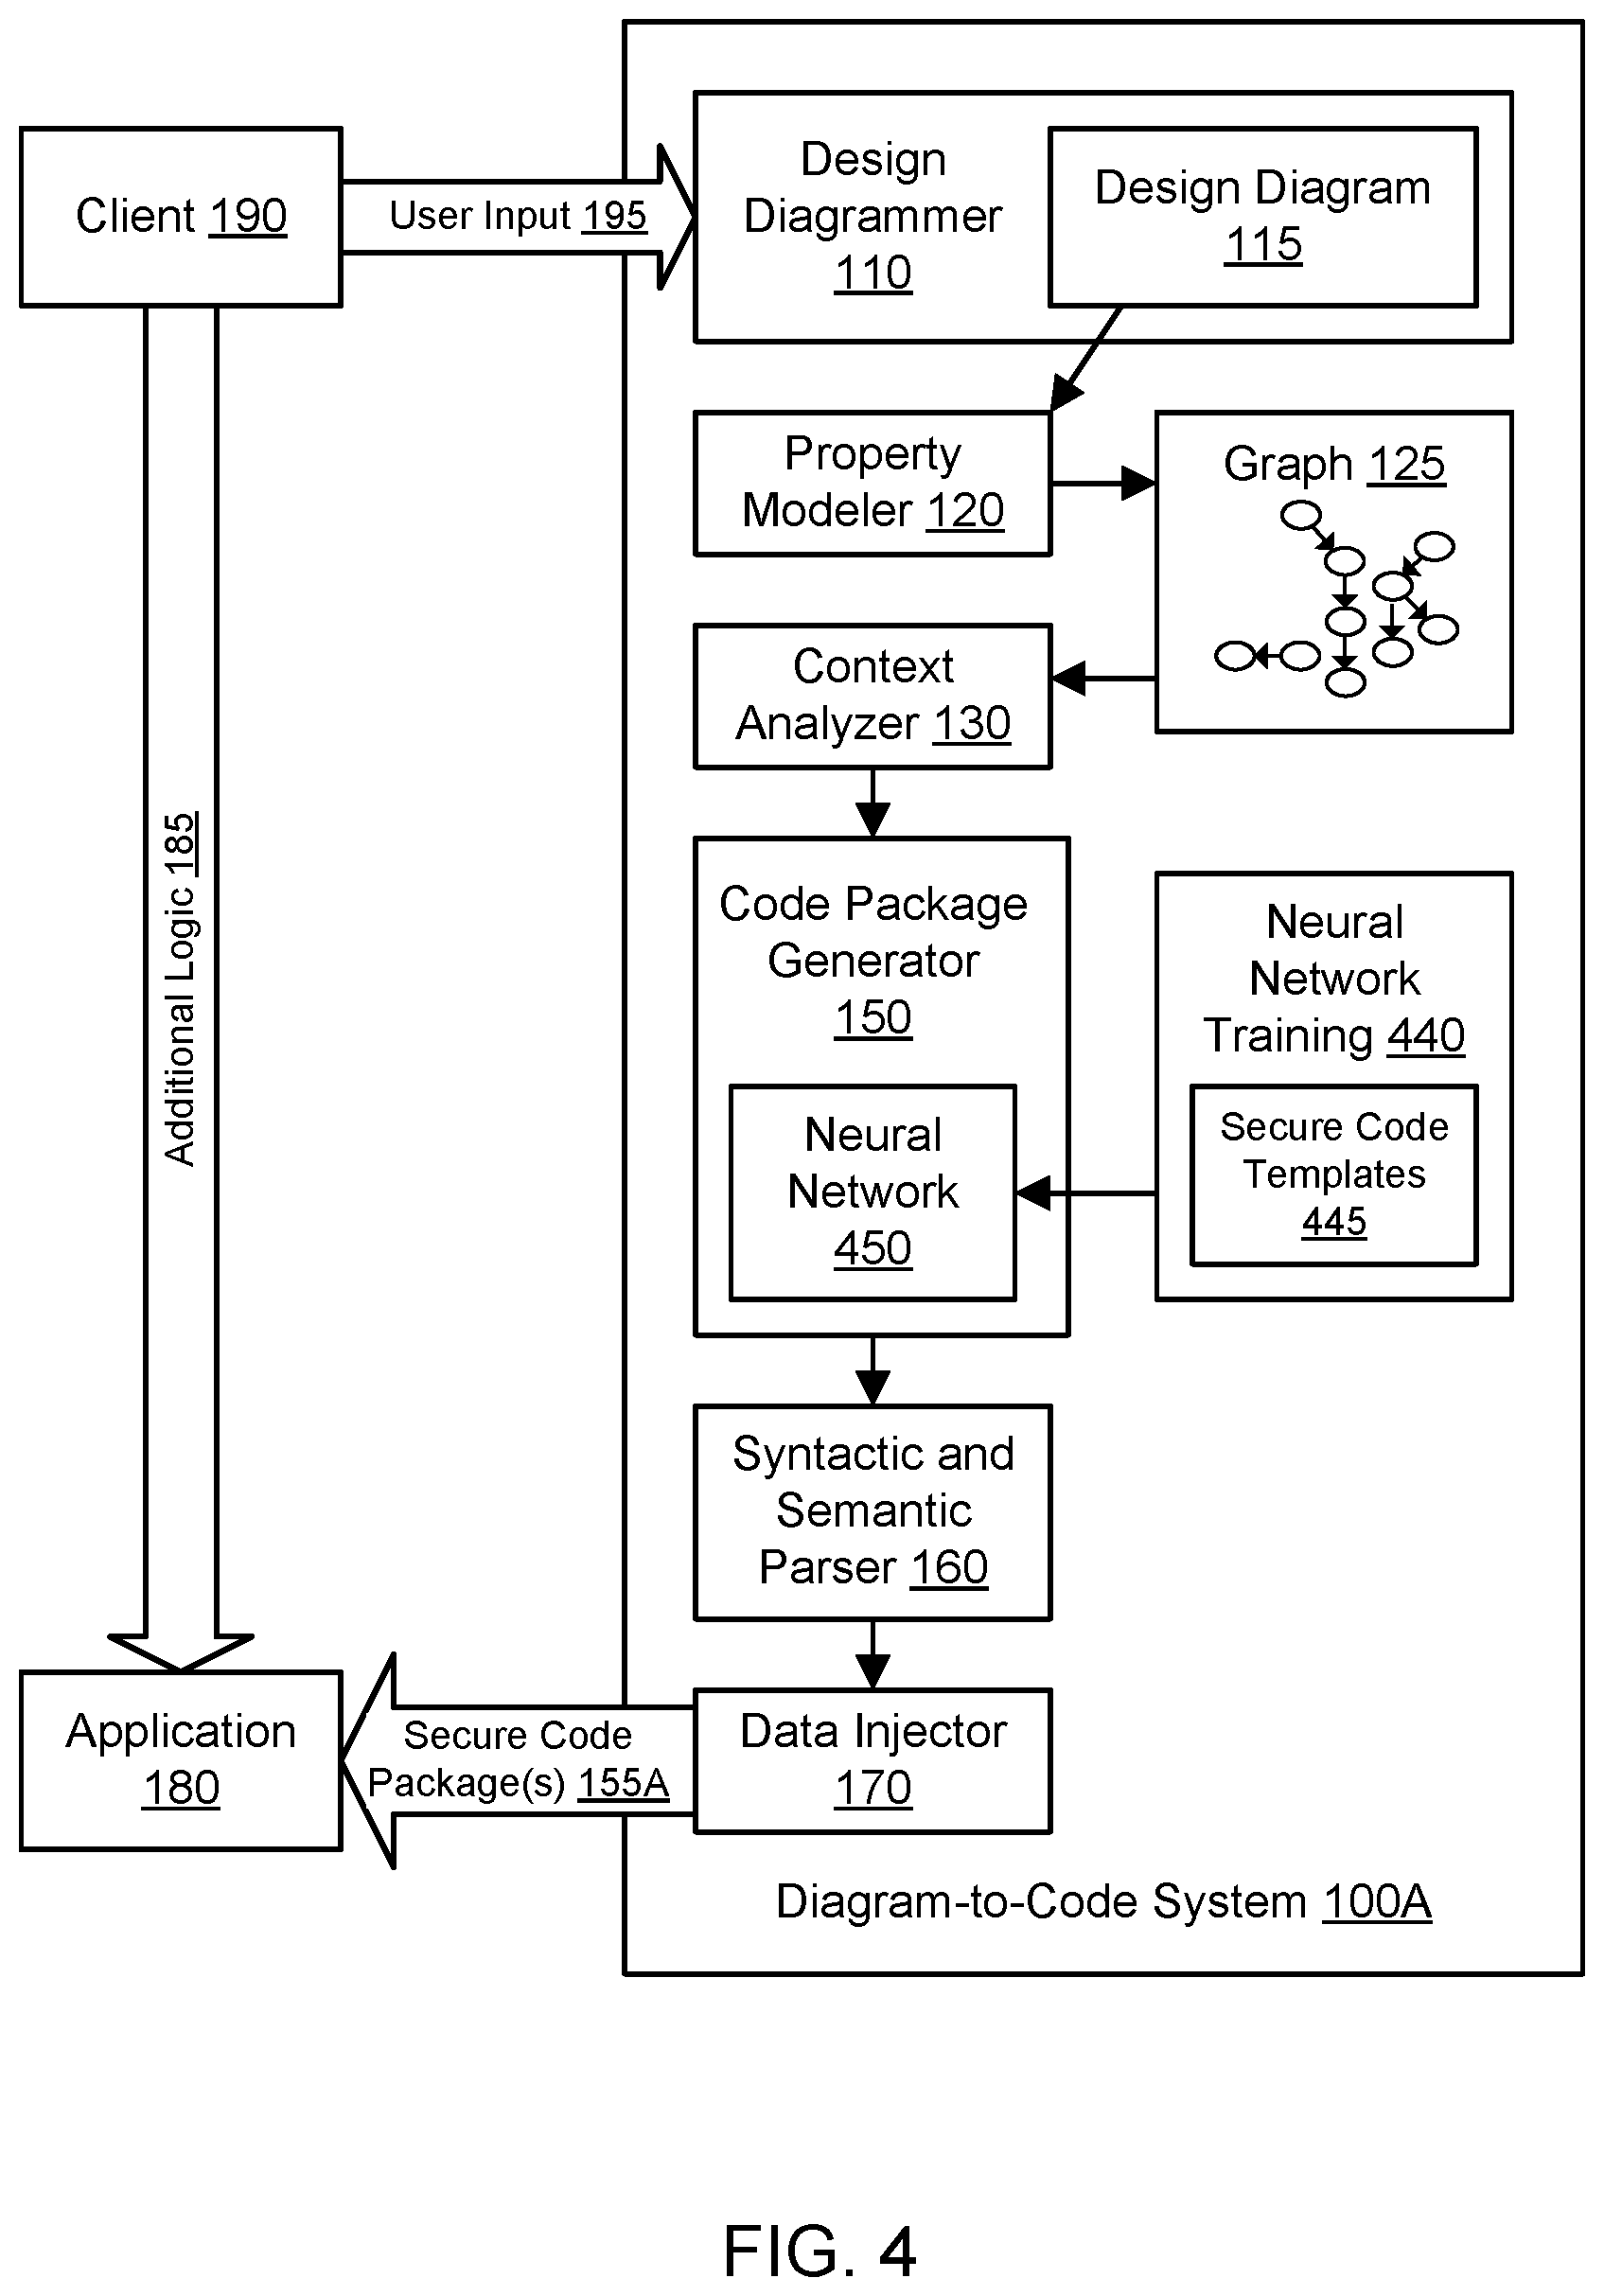 Client 190
User Input 195
Design
Diagrammer
110
Design Diagram
115
Property
Modeler 120
Graph 125
Context
Analyzer 130
Additional Logic 185
Code Package
Generator
150
Neural
Network
450
Neural
Network
Training 440
Secure Code
Templates
445
Syntactic and
Semantic
Parser 160
Application
180
Secure Code
Package(s) 155A
Data Injector
170
Diagram-to-Code System 100A
FIG. 4